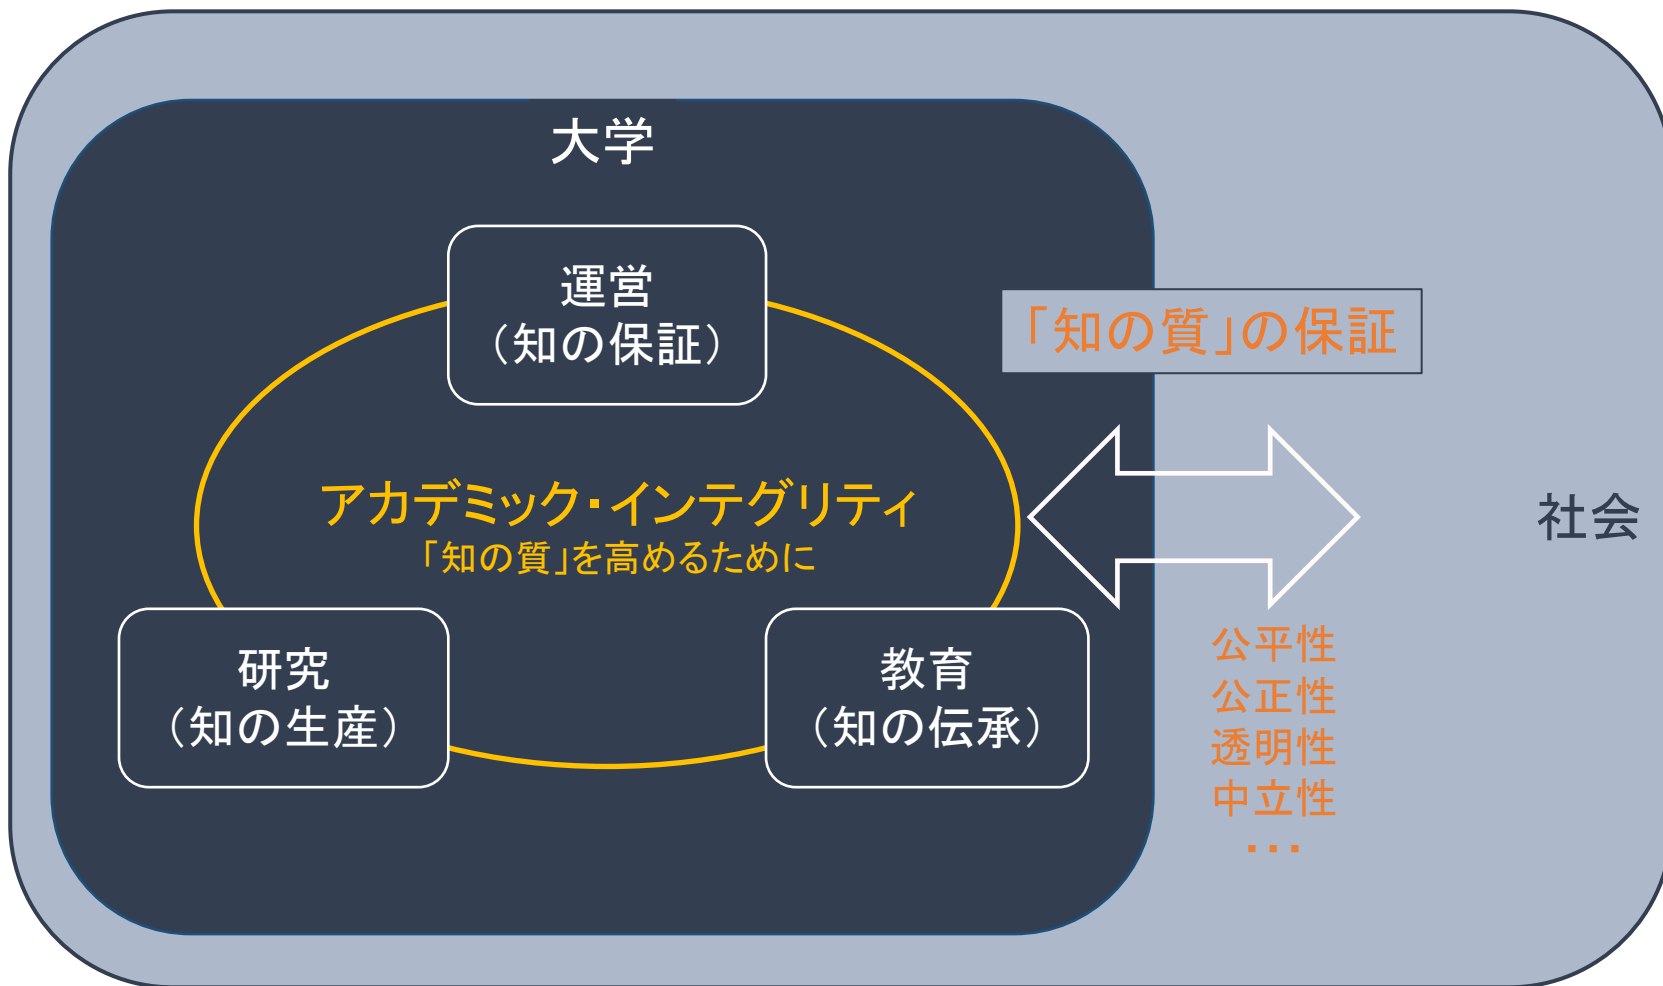 大学
運営
（知の保証）
「知の質」の保証
アカデミック・インテグリティ
「知の質」を高めるために
社会
研究
（知の生産）
教育
（知の伝承）
公平性
公正性
透明性
中立性
・・・